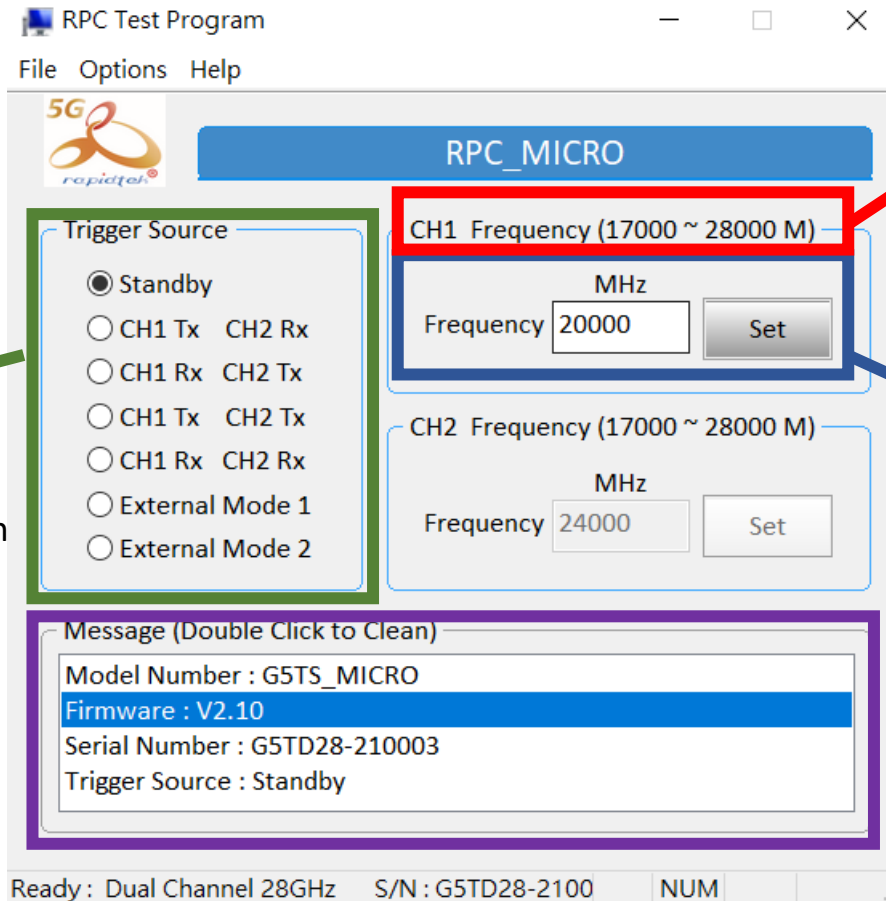 RPC Test Program
File Options Help
5G
rapidtek®
RPC_MICRO
Trigger Source
Standby
CH1 Tx CH2 Rx
CH1 Rx CH2 Tx
CH1 Tx CH2 Tx
CH1 Rx CH2 Rx
External Mode 1
External Mode 2
n
CH1 Frequency (17000 ~ 28000 M)
MHz
Frequency 20000 Set
CH2 Frequency (17000 ~ 28000 M)
MHz
Frequency 24000 Set
Message (Double Click to Clean)
Model Number : G5TS_MICRO
Firmware : V2.10
Serial Number : G5TD28-210003
Trigger Source : Standby
Ready : Dual Channel 28GHz S/N : G5TD28-2100 NUM